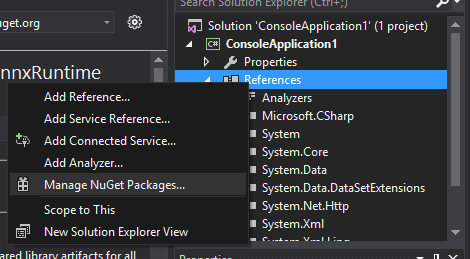 Search Solution Explorer (Ctrl+;)
uget.org
Solution 'ConsoleApplication1' (1 project)
C# ConsoleApplication1
Properties
References
nnxRuntime
Add Reference...
Add Service Reference...
Add Connected Service...
Add Analyzer...
Manage NuGet Packages...
Scope to This
New Solution Explorer View
Analyzers
Microsoft.CSharp
System
System.Core
System.Data
System.Data.DataSetExtensions
System.Net.Http
System.Xml
System.Xml.Linq
ared library artifacts for all
Properties